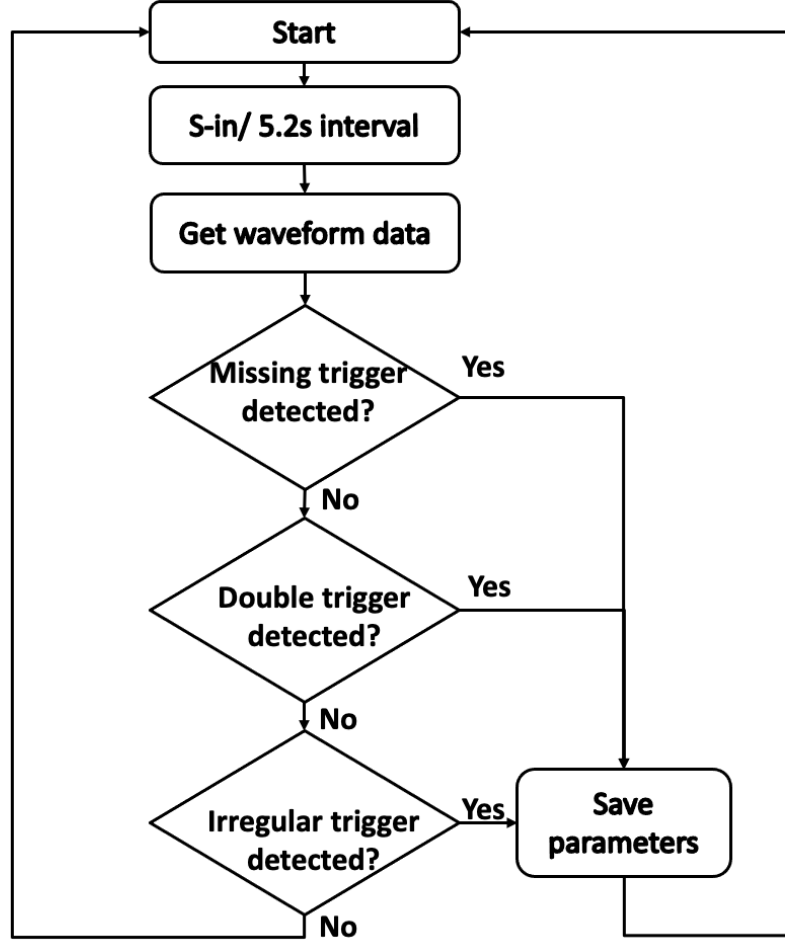 Start
S-in/ 5.2s interval
Get waveform data
Missing trigger
detected?
Yes
No
Double trigger
detected?
Yes
No
Irregular trigger
detected?
Yes
Save
parameters
No